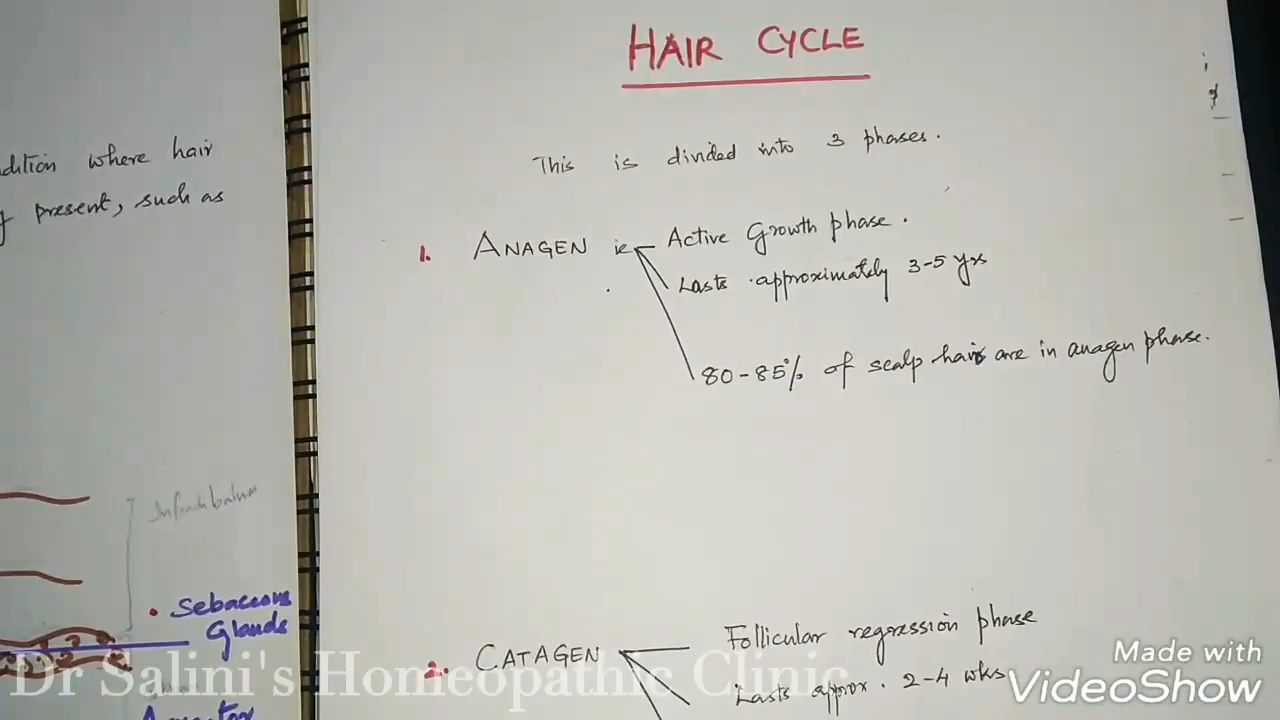 dition where hair
present, such as
Infundibulum
Sebaceous
Glands
HAIR CYCLE
This is divided into 3 phases.
1. ANAGEN ie Active Growth phase.
Lasts approximately 3-5 yrs
80-85% of scalp hairs are in anagen phase.
2. CATAGEN Follicular regression phase
Lasts approx. 2-4 wks
Dr Salini's Homeopathic Clinic
Made with
VideoShow